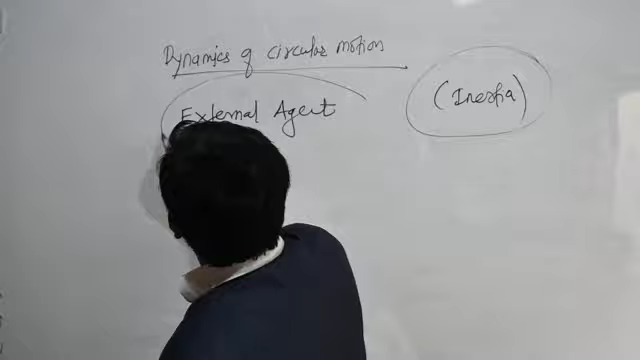 Dynamics of circular motion
External Agent
(Inertia)